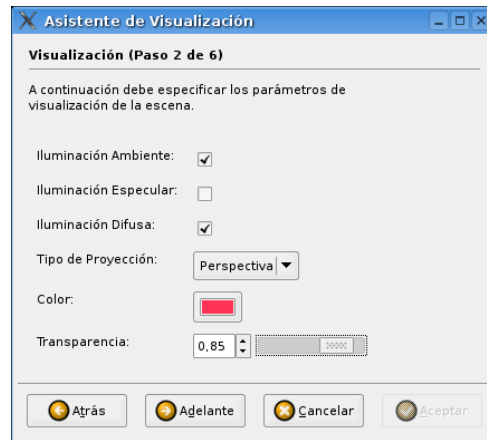 Asistente de Visualización
Visualización (Paso 2 de 6)
A continuación debe especificar los parámetros de
visualización de la escena.
Iluminación Ambiente:
Iluminación Especular:
Iluminación Difusa:
Tipo de Proyección: Perspectiva
Color:
Transparencia: 0,85
Atrás Adelante Cancelar Aceptar